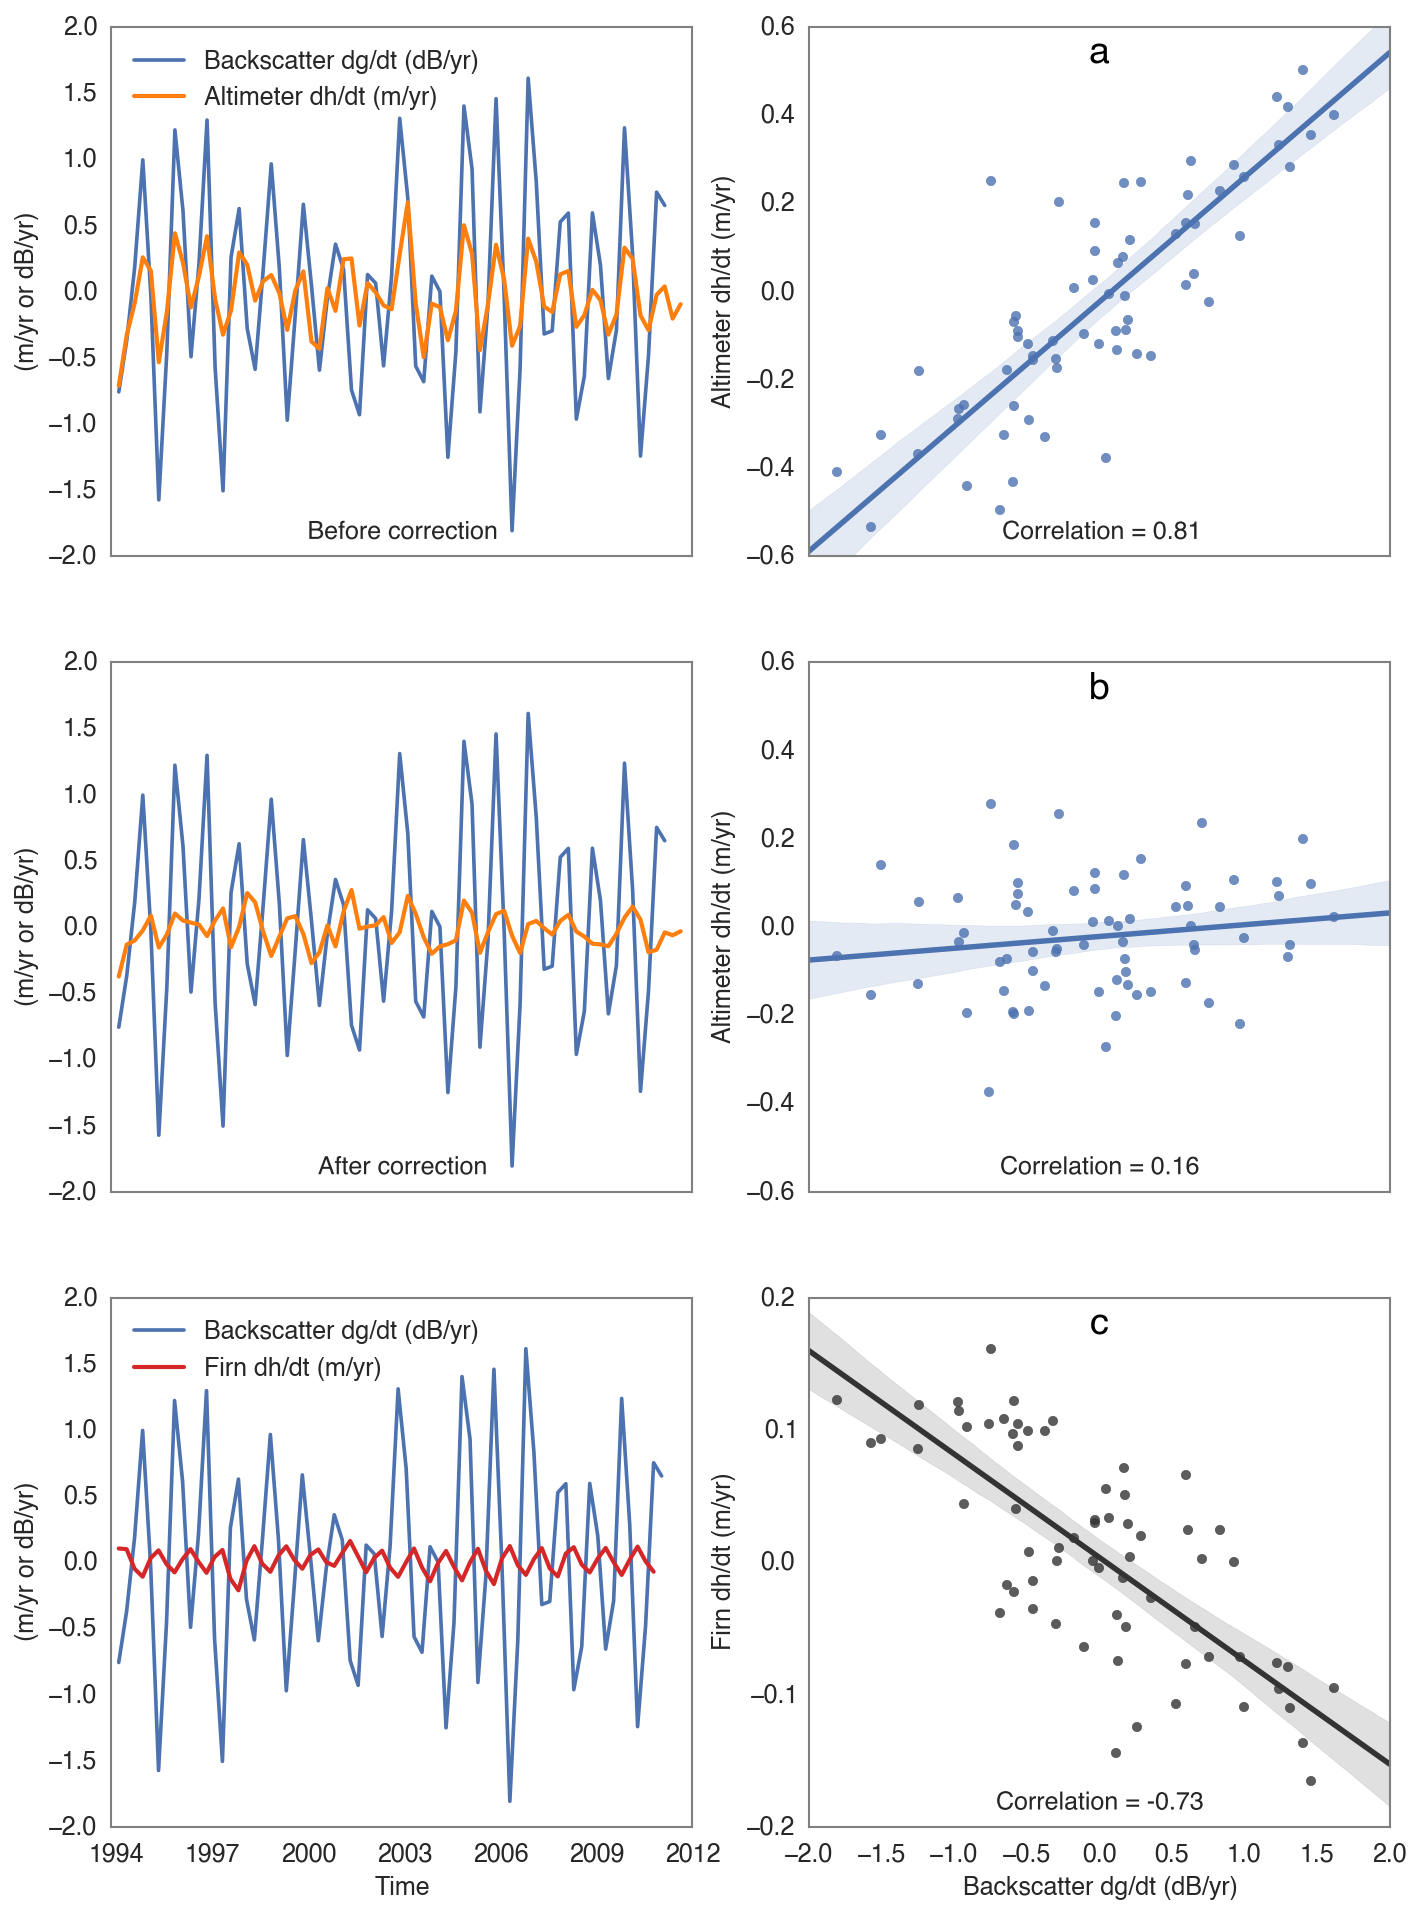 2.0
1.5
1.0
0.5
0.0
−0.5
−1.0
−1.5
−2.0
(m/yr or dB/yr)
Backscatter dg/dt (dB/yr)
Altimeter dh/dt (m/yr)
Before correction
0.6
0.4
0.2
0.0
−0.2
−0.4
−0.6
Altimeter dh/dt (m/yr)
a
Correlation = 0.81
2.0
1.5
1.0
0.5
0.0
−0.5
−1.0
−1.5
−2.0
(m/yr or dB/yr)
After correction
0.6
0.4
0.2
0.0
−0.2
−0.4
−0.6
Altimeter dh/dt (m/yr)
b
Correlation = 0.16
2.0
1.5
1.0
0.5
0.0
−0.5
−1.0
−1.5
−2.0
(m/yr or dB/yr)
Backscatter dg/dt (dB/yr)
Firn dh/dt (m/yr)
1994 1997 2000 2003 2006 2009 2012
Time
0.2
0.1
0.0
−0.1
−0.2
Firn dh/dt (m/yr)
c
Correlation = -0.73
−2.0 −1.5 −1.0 −0.5 0.0 0.5 1.0 1.5 2.0
Backscatter dg/dt (dB/yr)